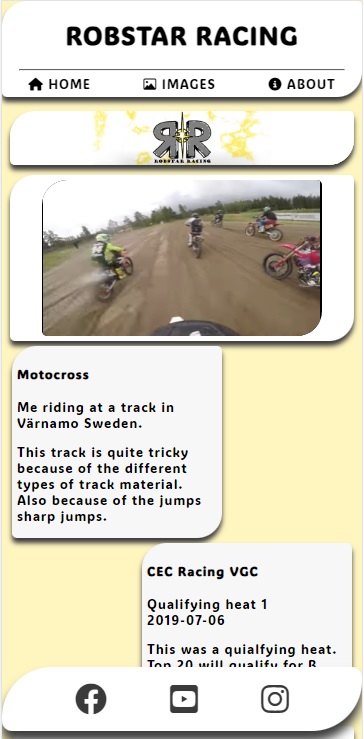 ROBSTAR RACING
HOME IMAGES ABOUT
RR
ROBSTAR RACING
Motocross
Me riding at a track in
Värnamo Sweden.
This track is quite tricky
because of the different
types of track material.
Also because of the jumps
sharp jumps.
CEC Racing VGC
Qualifying heat 1
2019-07-06
This was a quialfying heat.
Top 20 will qualify for B